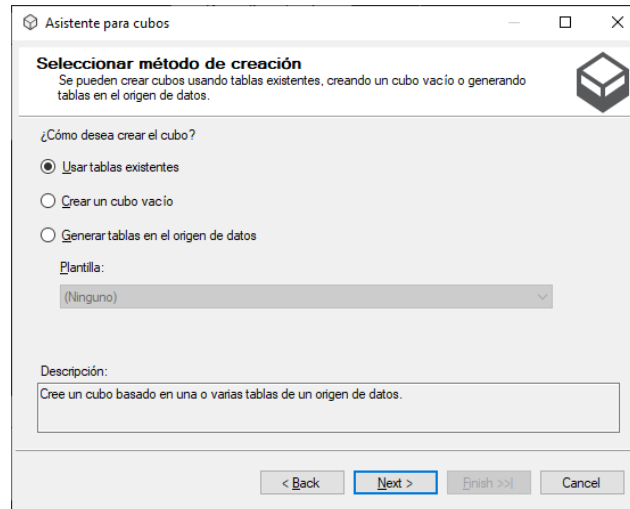 Asistente para cubos
Seleccionar método de creación
Se pueden crear cubos usando tablas existentes, creando un cubo vacío o generando
tablas en el origen de datos.
¿Cómo desea crear el cubo?
Usar tablas existentes
Crear un cubo vacío
Generar tablas en el origen de datos
Plantilla:
(Ninguno)
Descripción:
Cree un cubo basado en una o varias tablas de un origen de datos.
< Back Next > Finish >>| Cancel